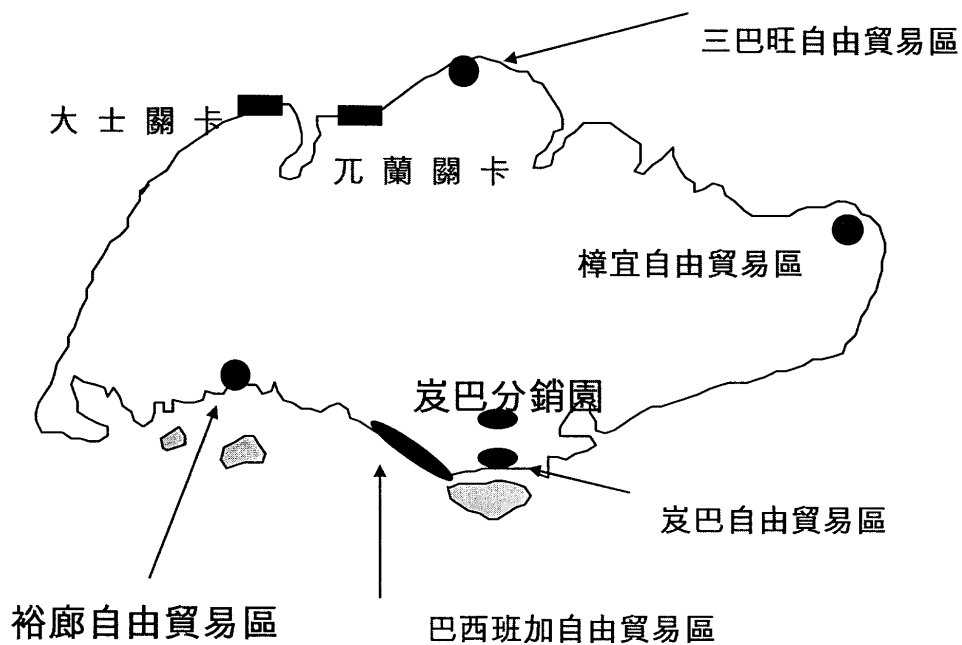 三巴旺自由貿易區
大士關卡
兀蘭關卡
樟宜自由貿易區
岌巴分銷園
岌巴自由貿易區
裕廊自由貿易區
巴西班加自由貿易區